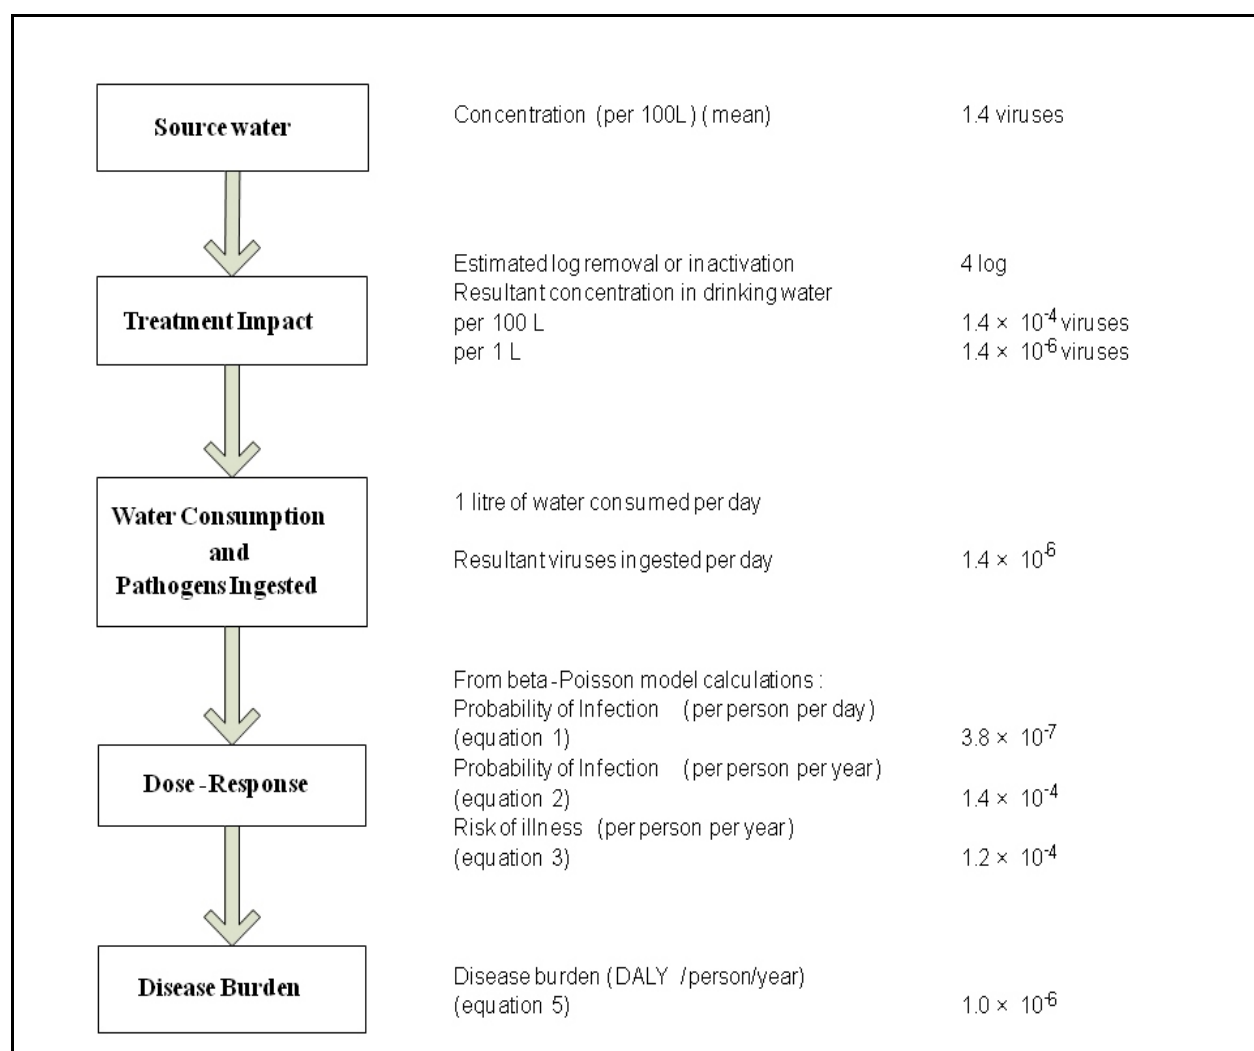 Source water
Concentration (per 100L) (mean) 1.4 viruses
Treatment Impact
Estimated log removal or inactivation 4 log
Resultant concentration in drinking water
per 100 L 1.4 × 10⁻⁴ viruses
per 1 L 1.4 × 10⁻⁶ viruses
Water Consumption
and
Pathogens Ingested
1 litre of water consumed per day
Resultant viruses ingested per day 1.4 × 10⁻⁶
Dose-Response
From beta-Poisson model calculations:
Probability of Infection (per person per day)
(equation 1) 3.8 × 10⁻⁷
Probability of Infection (per person per year)
(equation 2) 1.4 × 10⁻⁴
Risk of illness (per person per year)
(equation 3) 1.2 × 10⁻⁴
Disease Burden
Disease burden (DALY /person/year)
(equation 5) 1.0 × 10⁻⁶